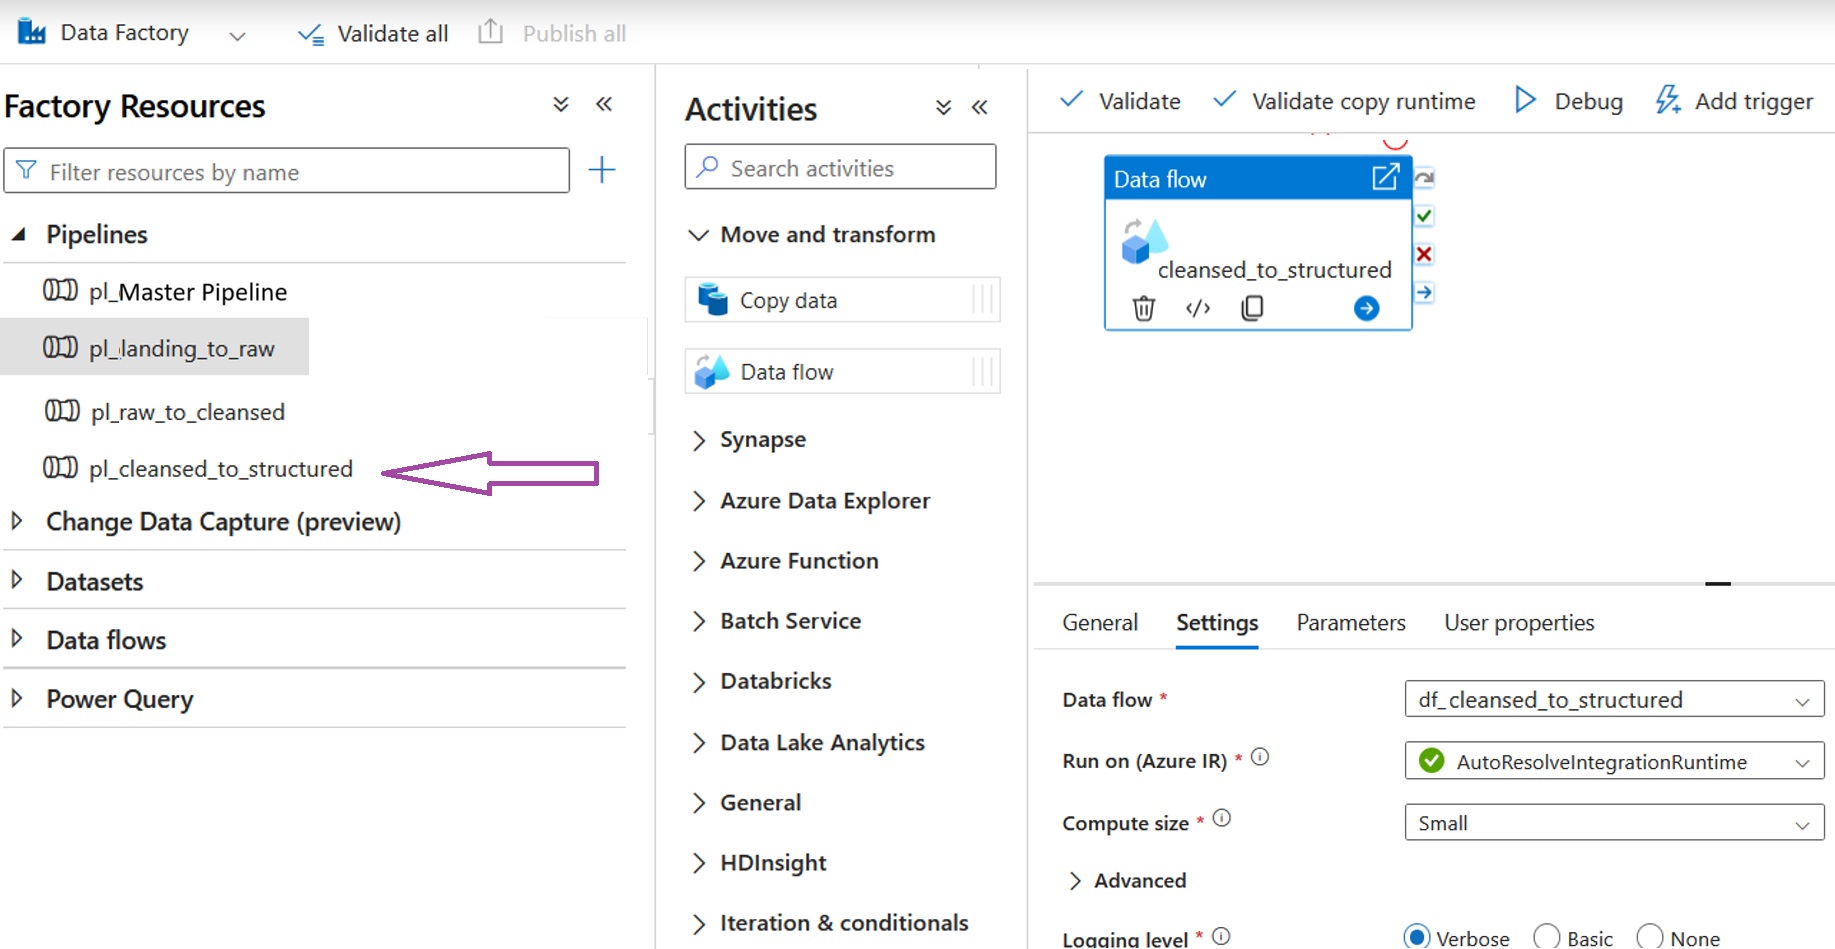 Data Factory
Validate all
Publish all
Factory Resources
Filter resources by name
Pipelines
pl_Master Pipeline
pl_landing_to_raw
pl_raw_to_cleansed
pl_cleansed_to_structured
Change Data Capture (preview)
Datasets
Data flows
Power Query
Activities
Search activities
Move and transform
Copy data
Data flow
Synapse
Azure Data Explorer
Azure Function
Batch Service
Databricks
Data Lake Analytics
General
HDInsight
Iteration & conditionals
Validate
Validate copy runtime
Debug
Add trigger
Data flow
cleansed_to_structured
General
Settings
Parameters
User properties
Data flow *
df_cleansed_to_structured
Run on (Azure IR) *
AutoResolveIntegrationRuntime
Compute size *
Small
Advanced
Logging level *
Verbose
Basic
None